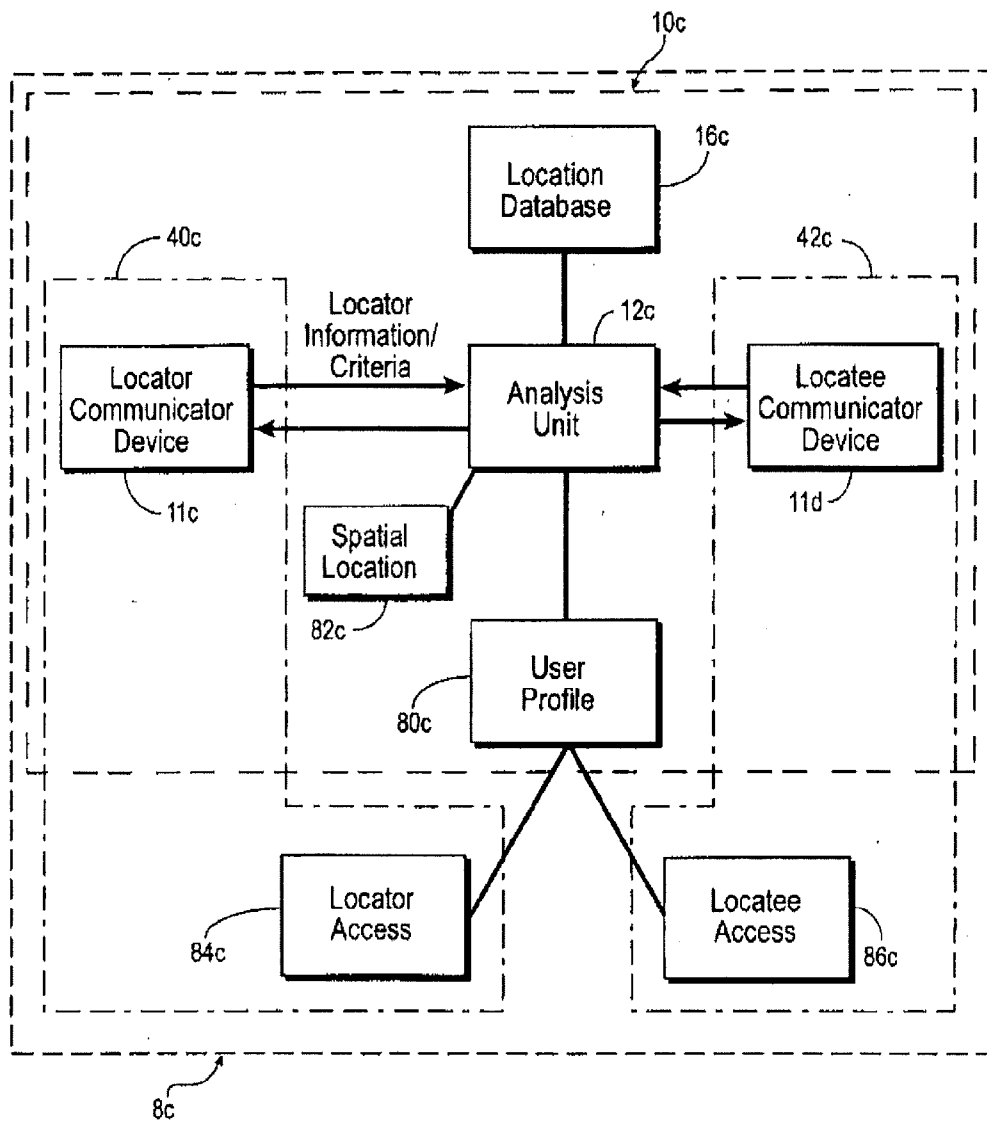 10c
16c
Location
Database
40c
42c
Locator
Information/
Criteria
12c
Locator
Communicator
Device
Analysis
Unit
Locatee
Communicator
Device
11c
11d
Spatial
Location
82c
User
Profile
80c
Locator
Access
Locatee
Access
84c
86c
8c